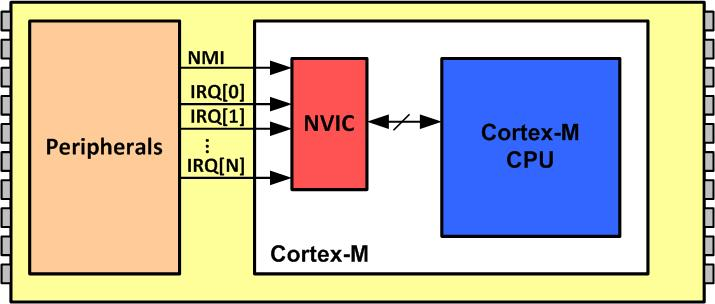 NMI
IRQ[0]
IRQ[1]
⋮
IRQ[N]
Peripherals
NVIC
Cortex-M
CPU
Cortex-M